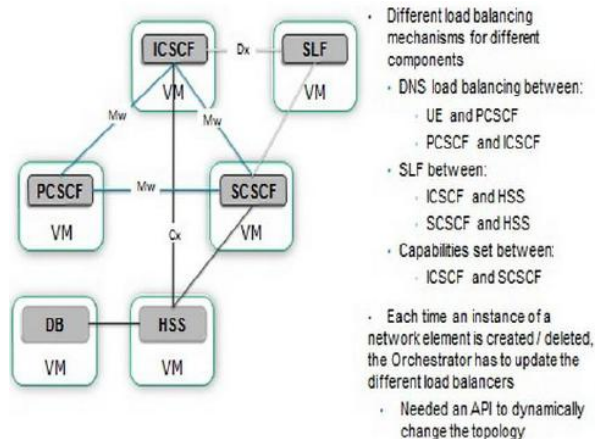 ICSCF
VM
Dx
SLF
VM
Mw
Mw
PCSCF
VM
Mw
SCSCF
VM
Cx
DB
VM
HSS
VM
· Different load balancing
mechanisms for different
components
· DNS load balancing between:
· UE and PCSCF
· PCSCF and ICSCF
· SLF between:
· ICSCF and HSS
· SCSCF and HSS
· Capabilities set between:
· ICSCF and SCSCF
· Each time an instance of a
network element is created / deleted,
the Orchestrator has to update the
different load balancers
· Needed an API to dynamically
change the topology